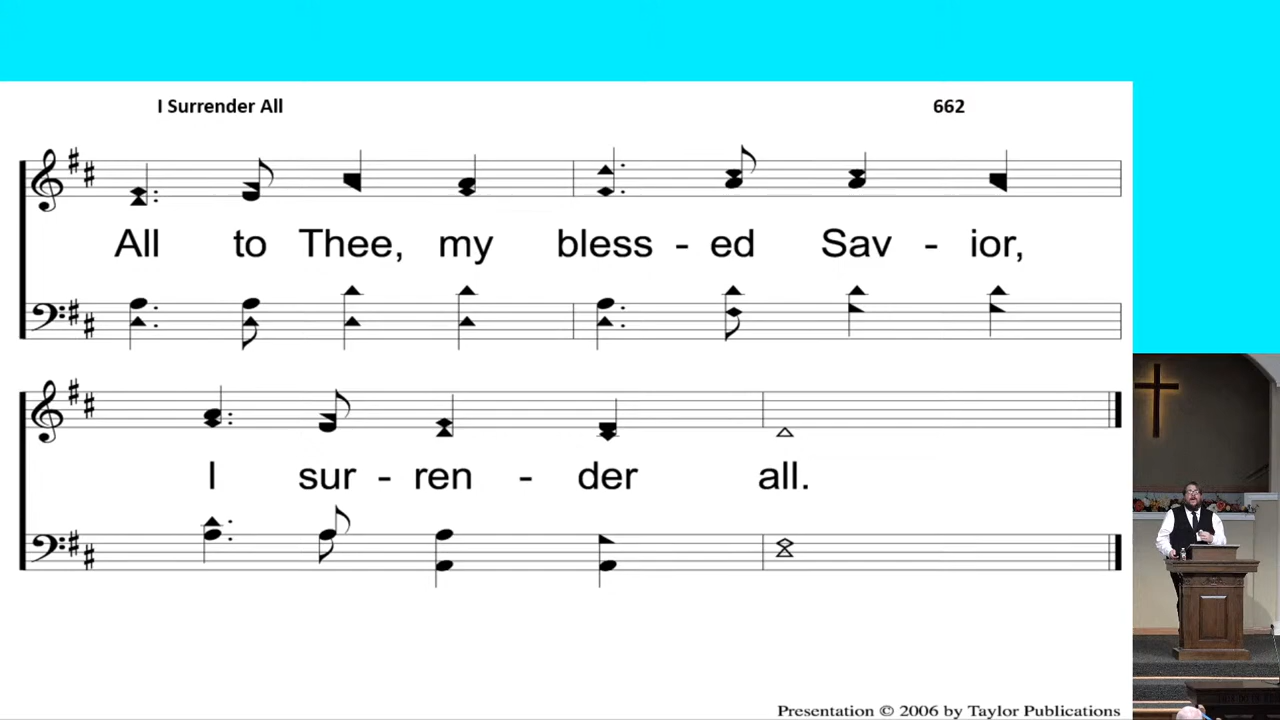 I Surrender All 662
All to Thee, my bless - ed Sav - ior,
I sur - ren - der all.
Presentation © 2006 by Taylor Publications